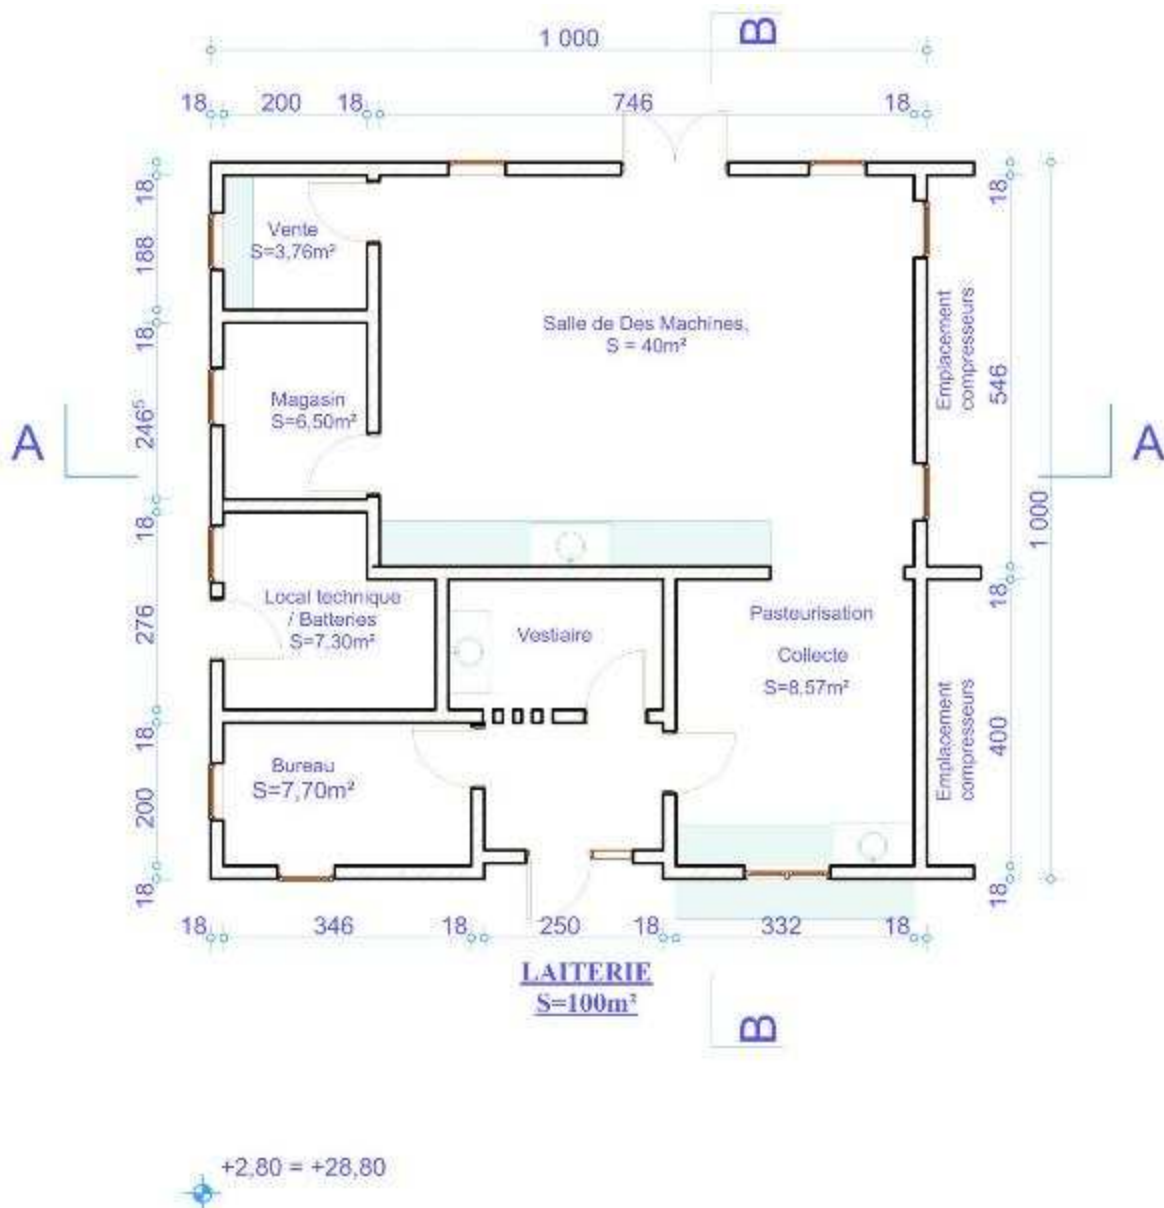 B
1 000
18 200 18 746 18
18
188
18
246⁵
18
276
18
200
18
Vente
S=3,76m²
Salle de Des Machines,
S = 40m²
Magasin
S=6,50m²
Local technique
/ Batteries
S=7,30m²
Vestiaire
Pasteurisation
Collecte
S=8,57m²
Bureau
S=7,70m²
Emplacement
compresseurs
Emplacement
compresseurs
18
546
18
400
18
1 000
A
A
18 346 18 250 18 332 18
LAITERIE
S=100m²
B
+2,80 = +28,80